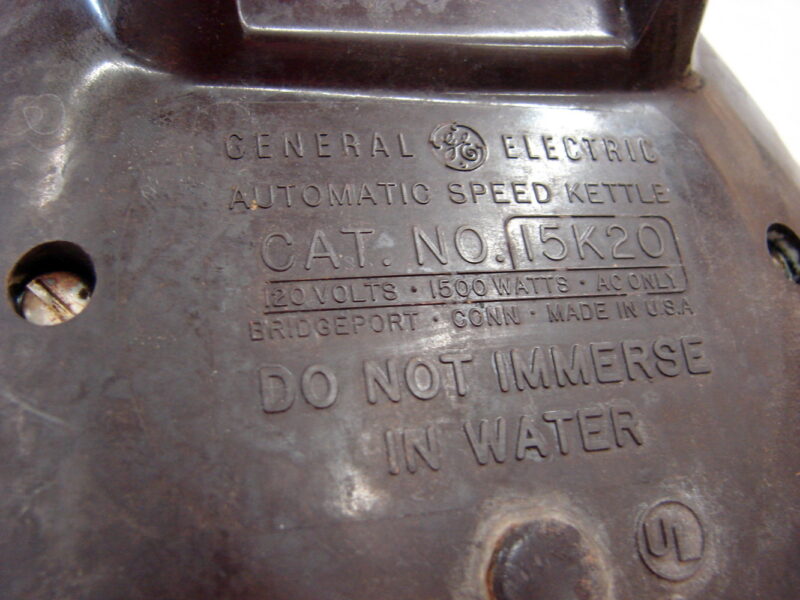 GENERAL GE ELECTRIC
AUTOMATIC SPEED KETTLE
CAT. NO. 15K20
120 VOLTS · 1500 WATTS · AC ONLY
BRIDGEPORT · CONN · MADE IN U.S.A
DO NOT IMMERSE
IN WATER
UL